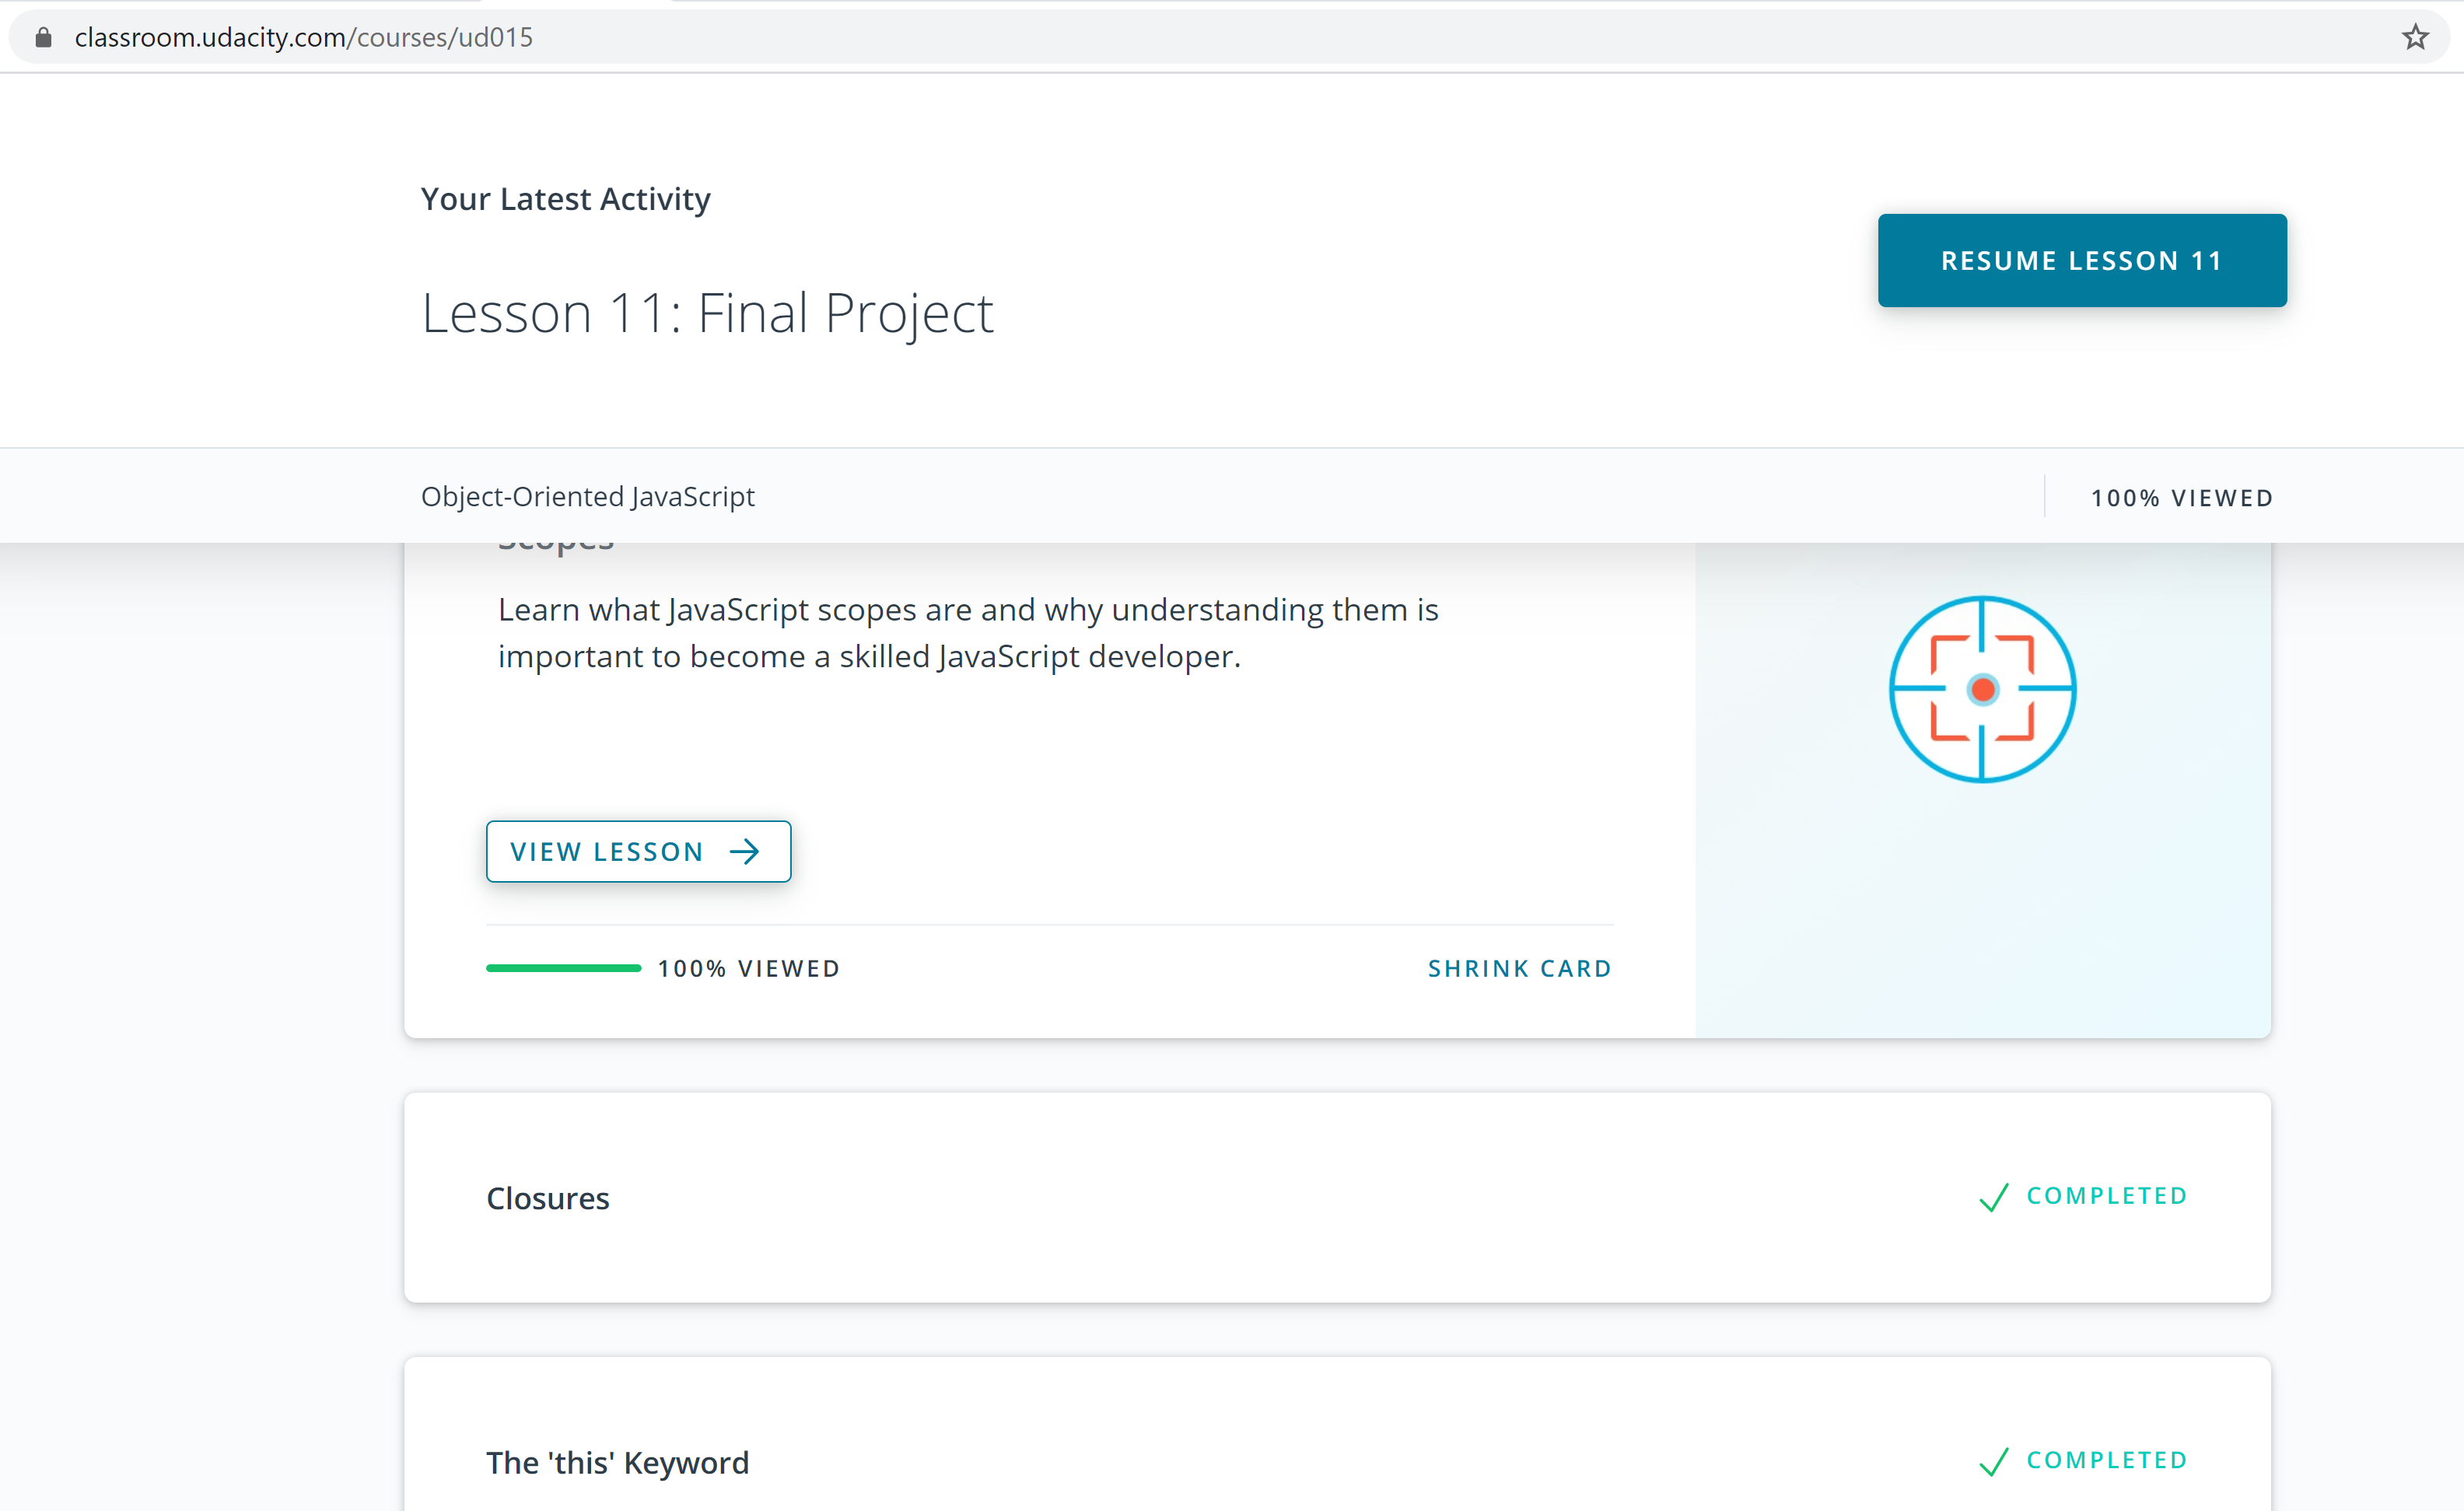 classroom.udacity.com/courses/ud015
Your Latest Activity
Lesson 11: Final Project
RESUME LESSON 11
Object-Oriented JavaScript
100% VIEWED
Scopes
Learn what JavaScript scopes are and why understanding them is
important to become a skilled JavaScript developer.
VIEW LESSON
100% VIEWED
SHRINK CARD
Closures
COMPLETED
The 'this' Keyword
COMPLETED